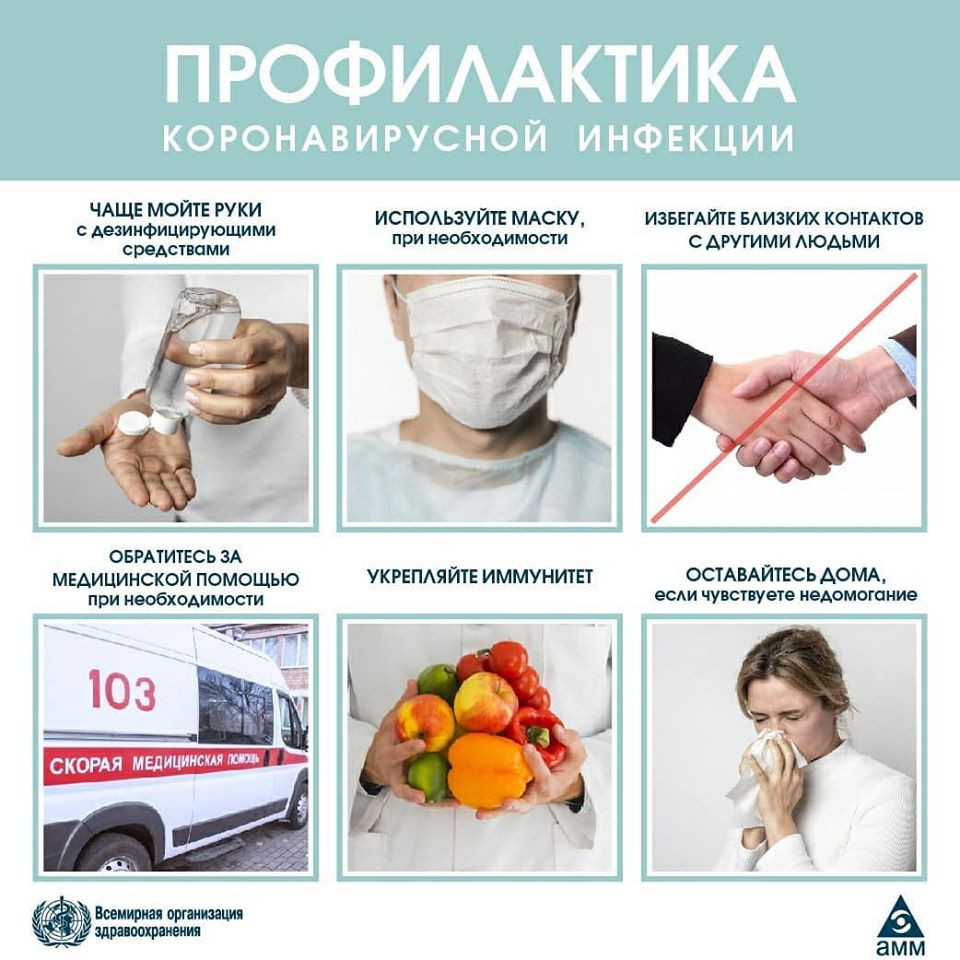 ПРОФИЛАКТИКА
КОРОНАВИРУСНОЙ ИНФЕКЦИИ
ЧАЩЕ МОЙТЕ РУКИ
с дезинфицирующими
средствами
ИСПОЛЬЗУЙТЕ МАСКУ,
при необходимости
ИЗБЕГАЙТЕ БЛИЗКИХ КОНТАКТОВ
С ДРУГИМИ ЛЮДЬМИ
ОБРАТИТЕСЬ ЗА
МЕДИЦИНСКОЙ ПОМОЩЬЮ
при необходимости
103
СКОРАЯ МЕДИЦИНСКАЯ ПОМОЩЬ
УКРЕПЛЯЙТЕ ИММУНИТЕТ
ОСТАВАЙТЕСЬ ДОМА,
если чувствуете недомогание
Всемирная организация
здравоохранения
амм